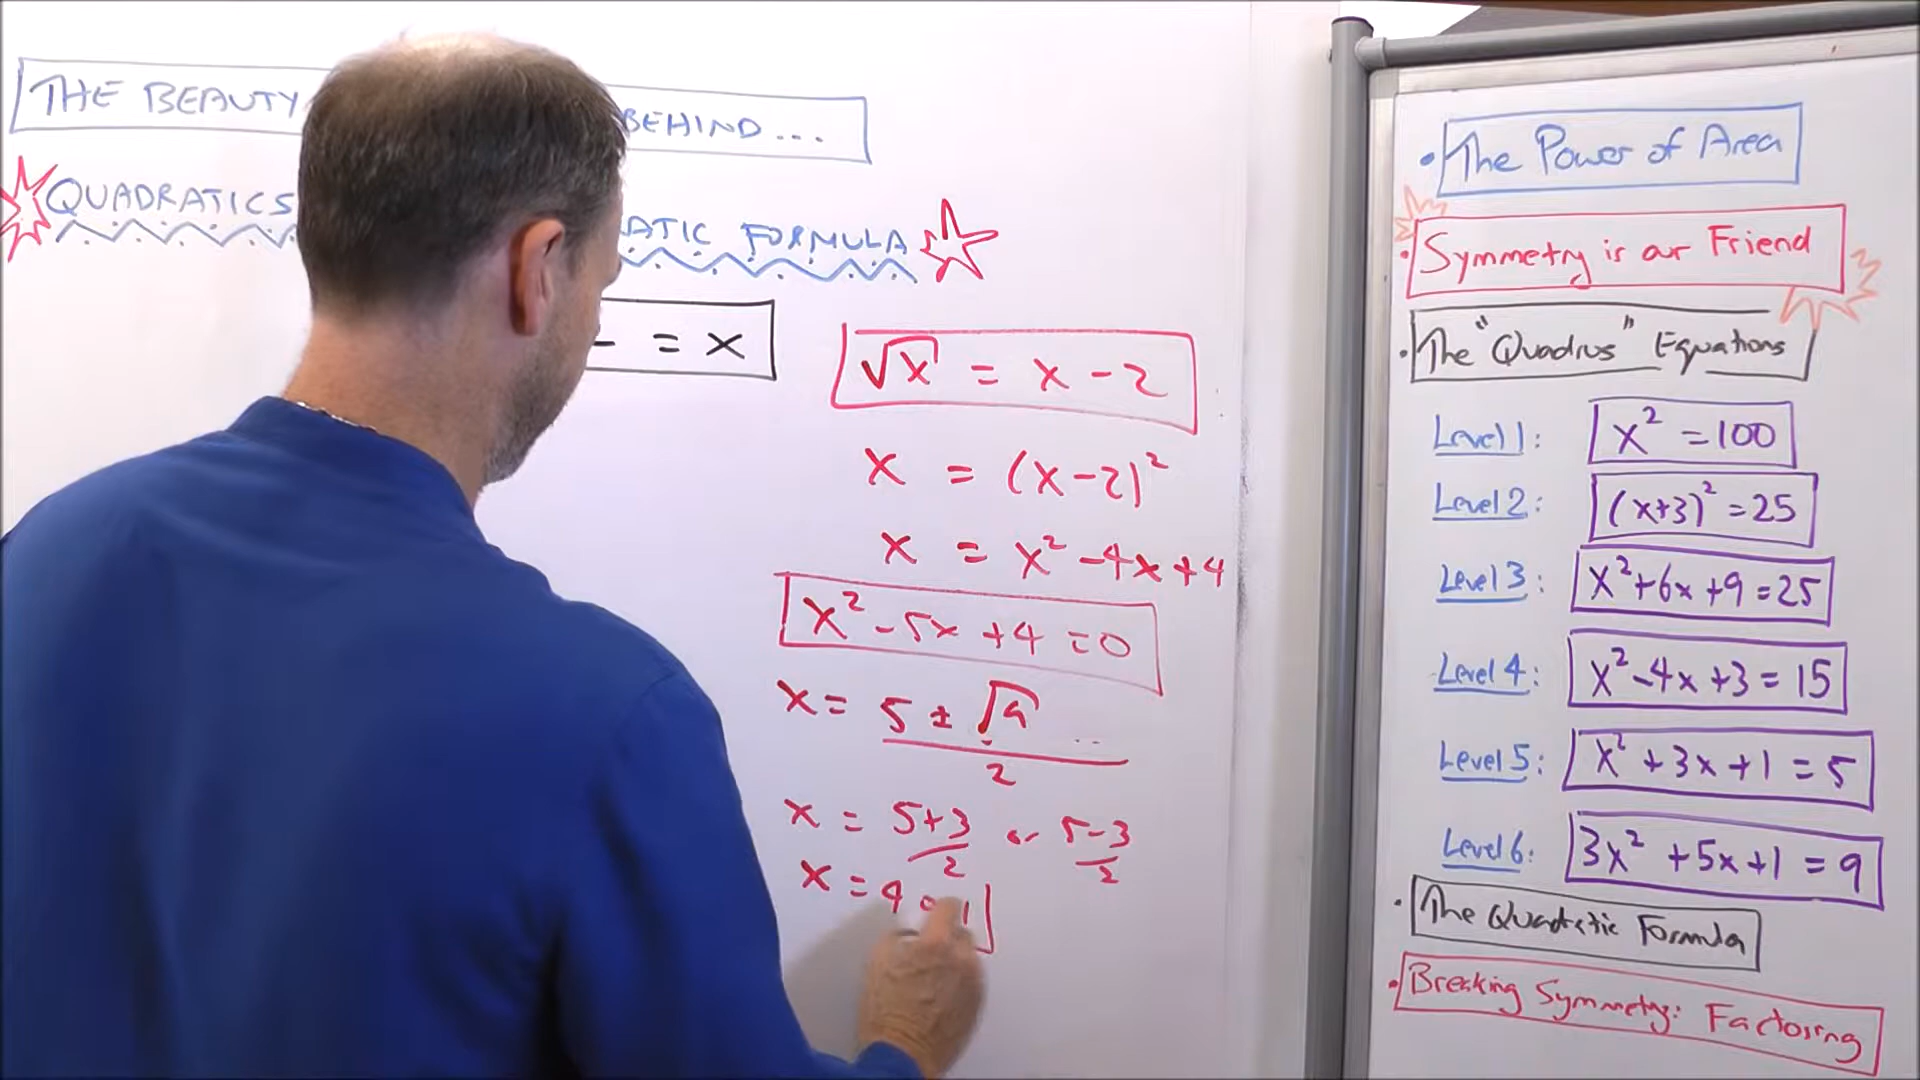 THE BEAUTY BEHIND...
QUADRATICS ATIC FORMULA
- = x
√x = x - 2
x = (x-2)²
x = x² - 4x + 4
x² - 5x + 4 = 0
x = 5 ± √9
2
x = 5+3 or 5-3
2 2
x = 4 or 1
• The Power of Area
• Symmetry is our Friend
• The "Quadrus" Equations
Level 1: x² = 100
Level 2: (x+3)² = 25
Level 3: x² + 6x + 9 = 25
Level 4: x² - 4x + 3 = 15
Level 5: x² + 3x + 1 = 5
Level 6: 3x² + 5x + 1 = 9
• The Quadratic Formula
• Breaking Symmetry: Factoring